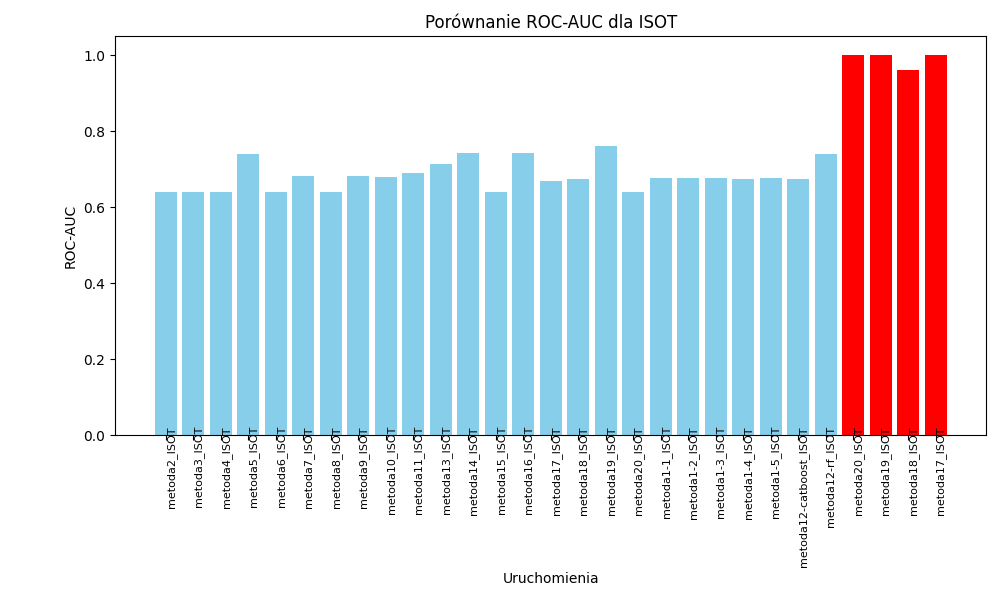 Porównanie ROC-AUC dla ISOT
ROC-AUC
1.0
0.8
0.6
0.4
0.2
0.0
metoda2_ISOT
metoda3_ISOT
metoda4_ISOT
metoda5_ISOT
metoda6_ISOT
metoda7_ISOT
metoda8_ISOT
metoda9_ISOT
metoda10_ISOT
metoda11_ISOT
metoda13_ISOT
metoda14_ISOT
metoda15_ISOT
metoda16_ISOT
metoda17_ISOT
metoda18_ISOT
metoda19_ISOT
metoda20_ISOT
metoda1-1_ISOT
metoda1-2_ISOT
metoda1-3_ISOT
metoda1-4_ISOT
metoda1-5_ISOT
metoda12-catboost_ISOT
metoda12-rf_ISOT
metoda20_ISOT
metoda19_ISOT
metoda18_ISOT
metoda17_ISOT
Uruchomienia